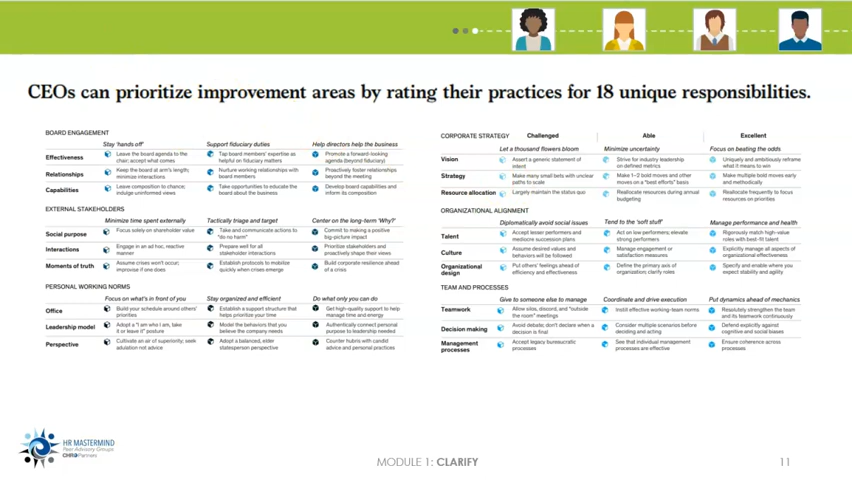 CEOs can prioritize improvement areas by rating their practices for 18 unique responsibilities.
BOARD ENGAGEMENT
Stay 'hands off' Support fiduciary duties Help directors help the business
Effectiveness
Leave the board agenda to the
chair; accept what comes
Tap board members' expertise as
helpful on fiduciary matters
Promote a forward-looking
agenda (beyond fiduciary)
Relationships
Keep the board at arm's length;
minimize interactions
Nurture working relationships with
board members
Proactively foster relationships
beyond the meeting
Capabilities
Leave composition to chance;
indulge uninformed views
Take opportunities to educate the
board about the business
Develop board capabilities and
inform its composition
EXTERNAL STAKEHOLDERS
Minimize time spent externally Tactically triage and target Center on the long-term 'Why?'
Social purpose
Focus solely on shareholder value
Take and communicate actions to
"do no harm"
Commit to making a positive
big-picture impact
Interactions
Engage in an ad hoc, reactive
manner
Prepare well for all
stakeholder interactions
Prioritize stakeholders and
proactively shape their views
Moments of truth
Assume crises won't occur;
improvise if one does
Establish protocols to mobilize
quickly when crises emerge
Build corporate resilience ahead
of a crisis
PERSONAL WORKING NORMS
Focus on what's in front of you Stay organized and efficient Do what only you can do
Office
Build your schedule around others'
priorities
Establish a support structure that
helps prioritize your time
Get high-quality support to help
manage time and energy
Leadership model
Adopt a "I am who I am, take
it or leave it" posture
Model the behaviors that you
believe the company needs
Authentically connect personal
purpose to leadership needed
Perspective
Cultivate an air of superiority; seek
adulation not advice
Adopt a balanced, elder
statesperson perspective
Counter hubris with candid
advice and personal practices
CORPORATE STRATEGY Challenged Able Excellent
Let a thousand flowers bloom Minimize uncertainty Focus on beating the odds
Vision
Assert a generic statement of
intent
Strive for industry leadership
on defined metrics
Uniquely and ambitiously reframe
what it means to win
Strategy
Make many small bets with unclear
paths to scale
Make 1–2 bold moves and other
moves on a "best efforts" basis
Make multiple bold moves early
and methodically
Resource allocation
Largely maintain the status quo
Reallocate resources during annual
budgeting
Reallocate frequently to focus
resources on priorities
ORGANIZATIONAL ALIGNMENT
Diplomatically avoid social issues Tend to the 'soft stuff' Manage performance and health
Talent
Accept lesser performers and
mediocre succession plans
Act on low performers; elevate
strong performers
Rigorously match high-value
roles with best-fit talent
Culture
Assume desired values and
behaviors will be followed
Manage engagement or
satisfaction measures
Explicitly manage all aspects of
organizational effectiveness
Organizational
design
Put others' feelings ahead of
efficiency and effectiveness
Define the primary axis of
organization; clarify roles
Specify and enable where you
expect stability and agility
TEAM AND PROCESSES
Give to someone else to manage Coordinate and drive execution Put dynamics ahead of mechanics
Teamwork
Allow silos, discord, and "outside
the room" meetings
Instill effective working-team norms
Resolutely strengthen the team
and its teamwork continuously
Decision making
Avoid debate; don't declare when a
decision is final
Consider multiple scenarios before
deciding and acting
Defend explicitly against
cognitive and social biases
Management
processes
Accept legacy bureaucratic
processes
See that individual management
processes are effective
Ensure coherence across
processes
HR MASTERMIND
Peer Advisory Groups
CHRO Partners
MODULE 1: CLARIFY
11